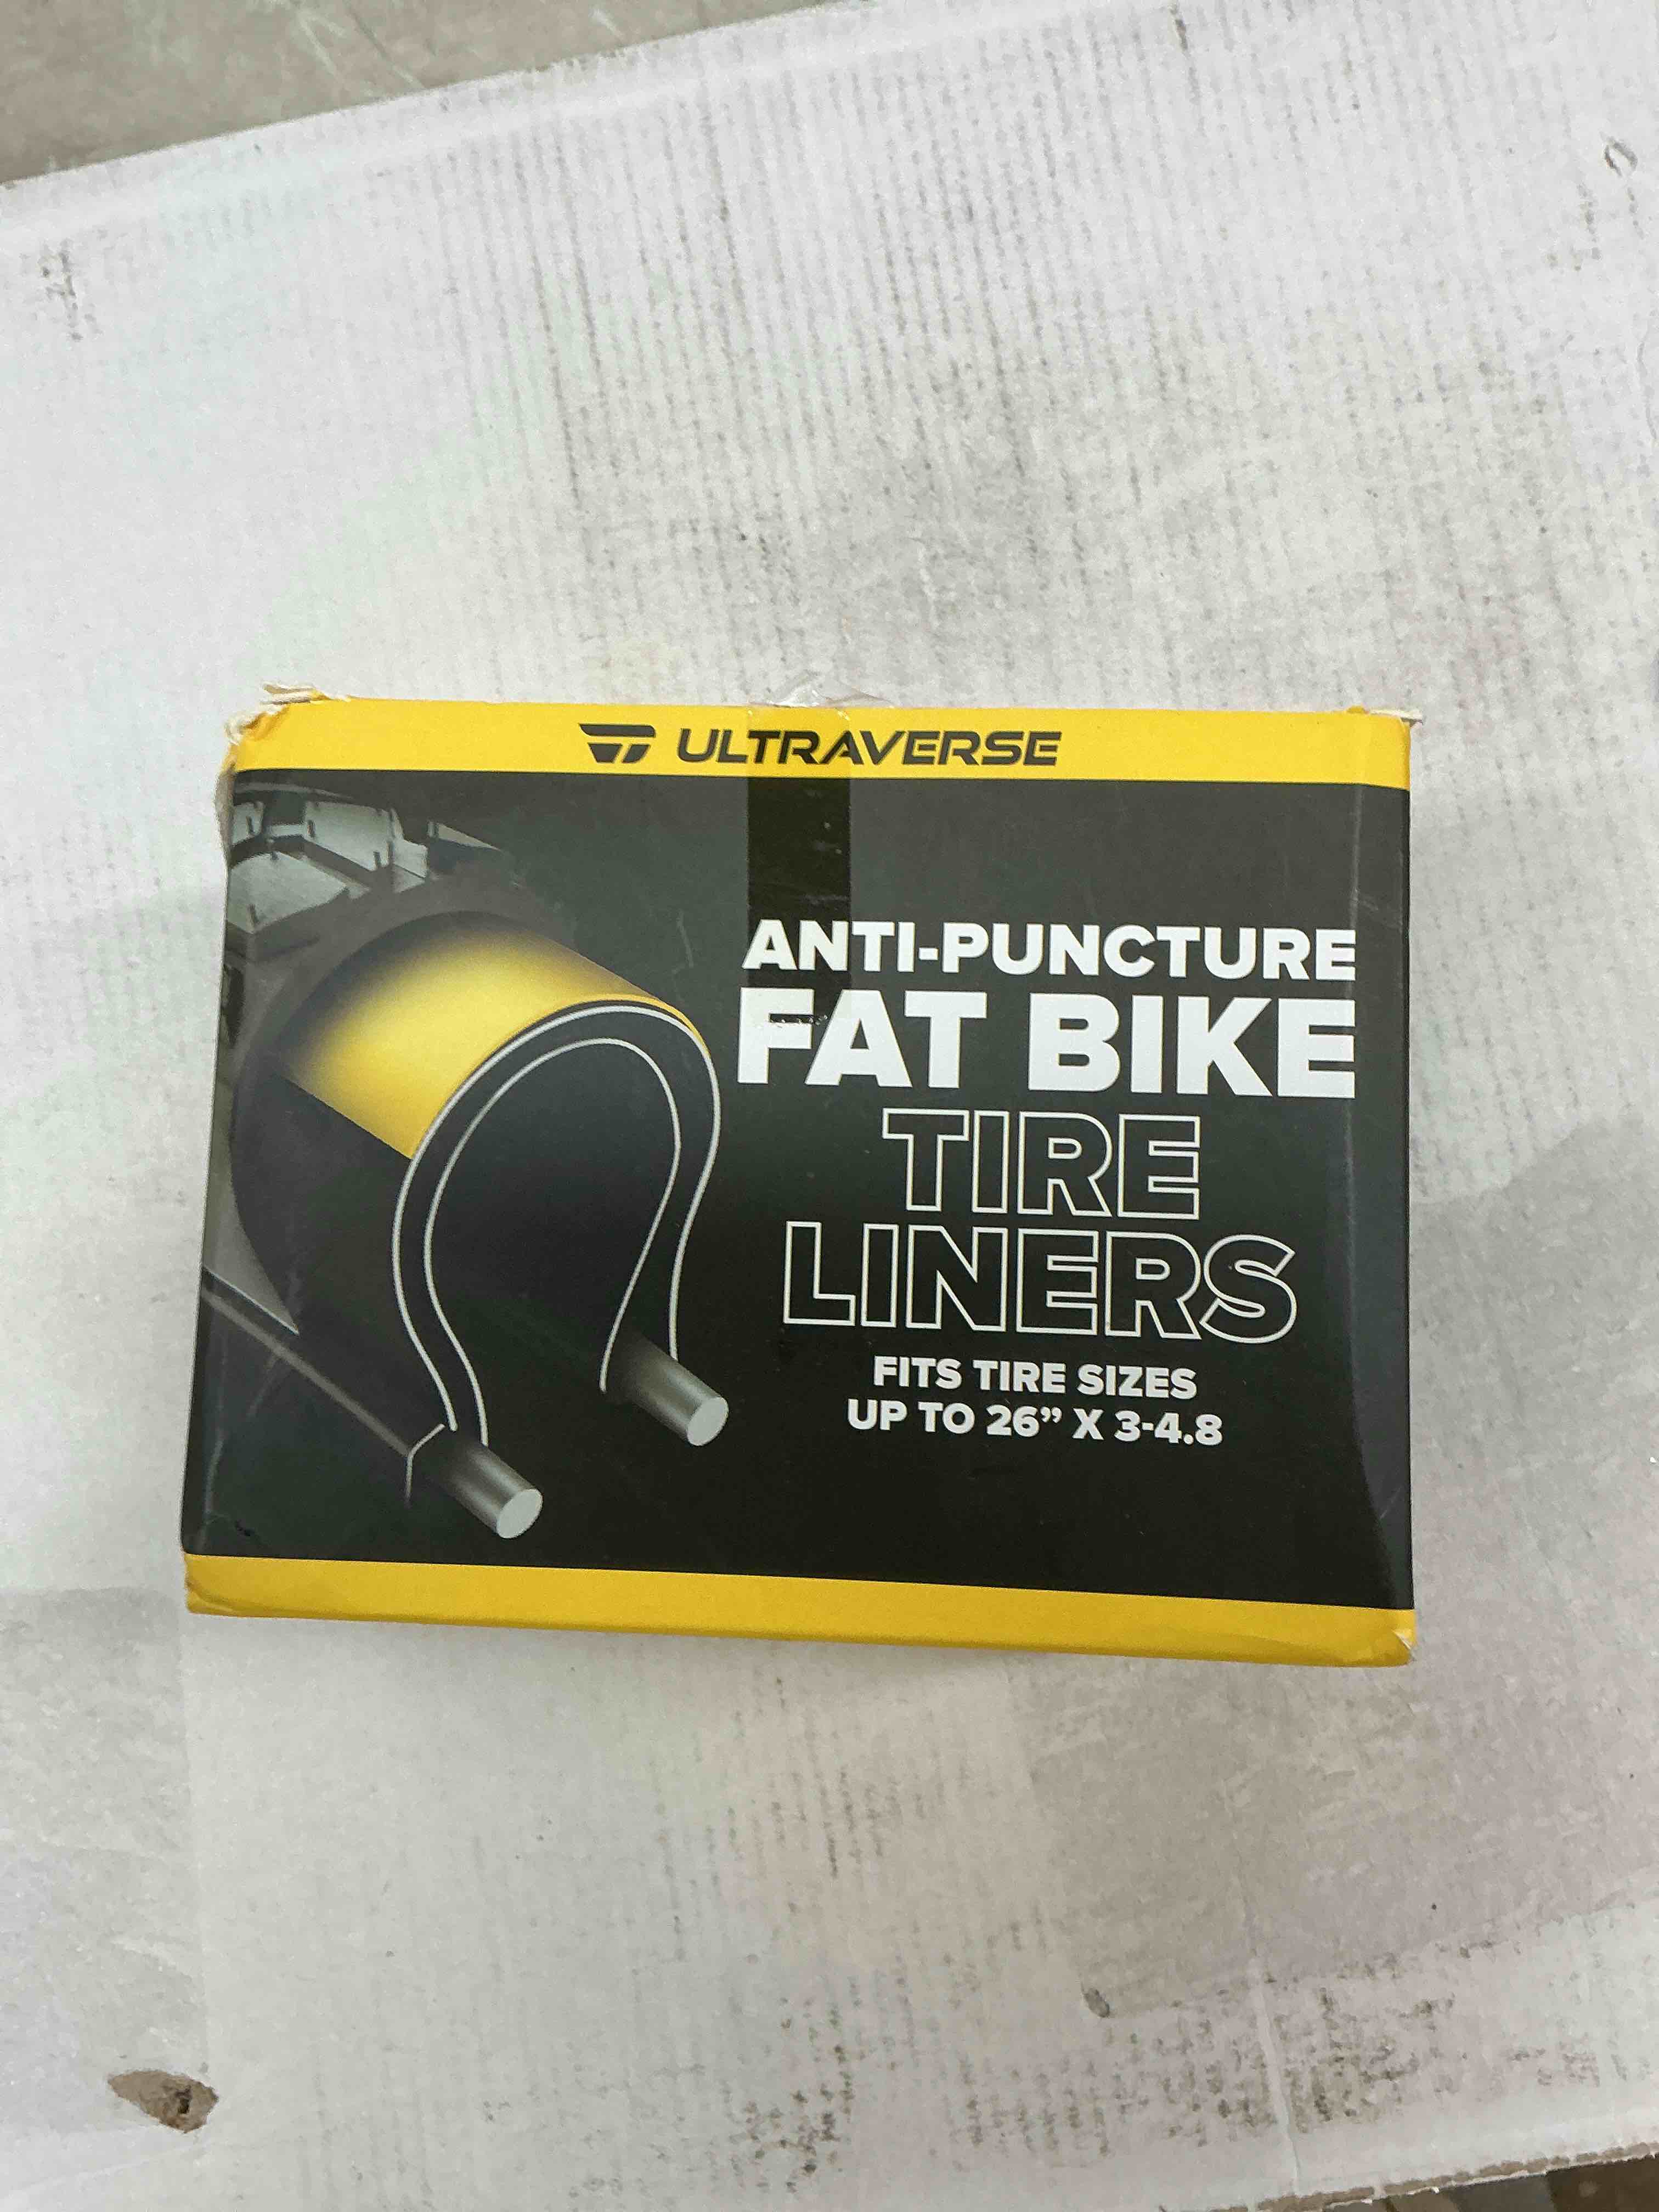 ULTRAVERSE
ANTI-PUNCTURE
FAT BIKE
TIRE
LINERS
FITS TIRE SIZES
UP TO 26” X 3-4.8